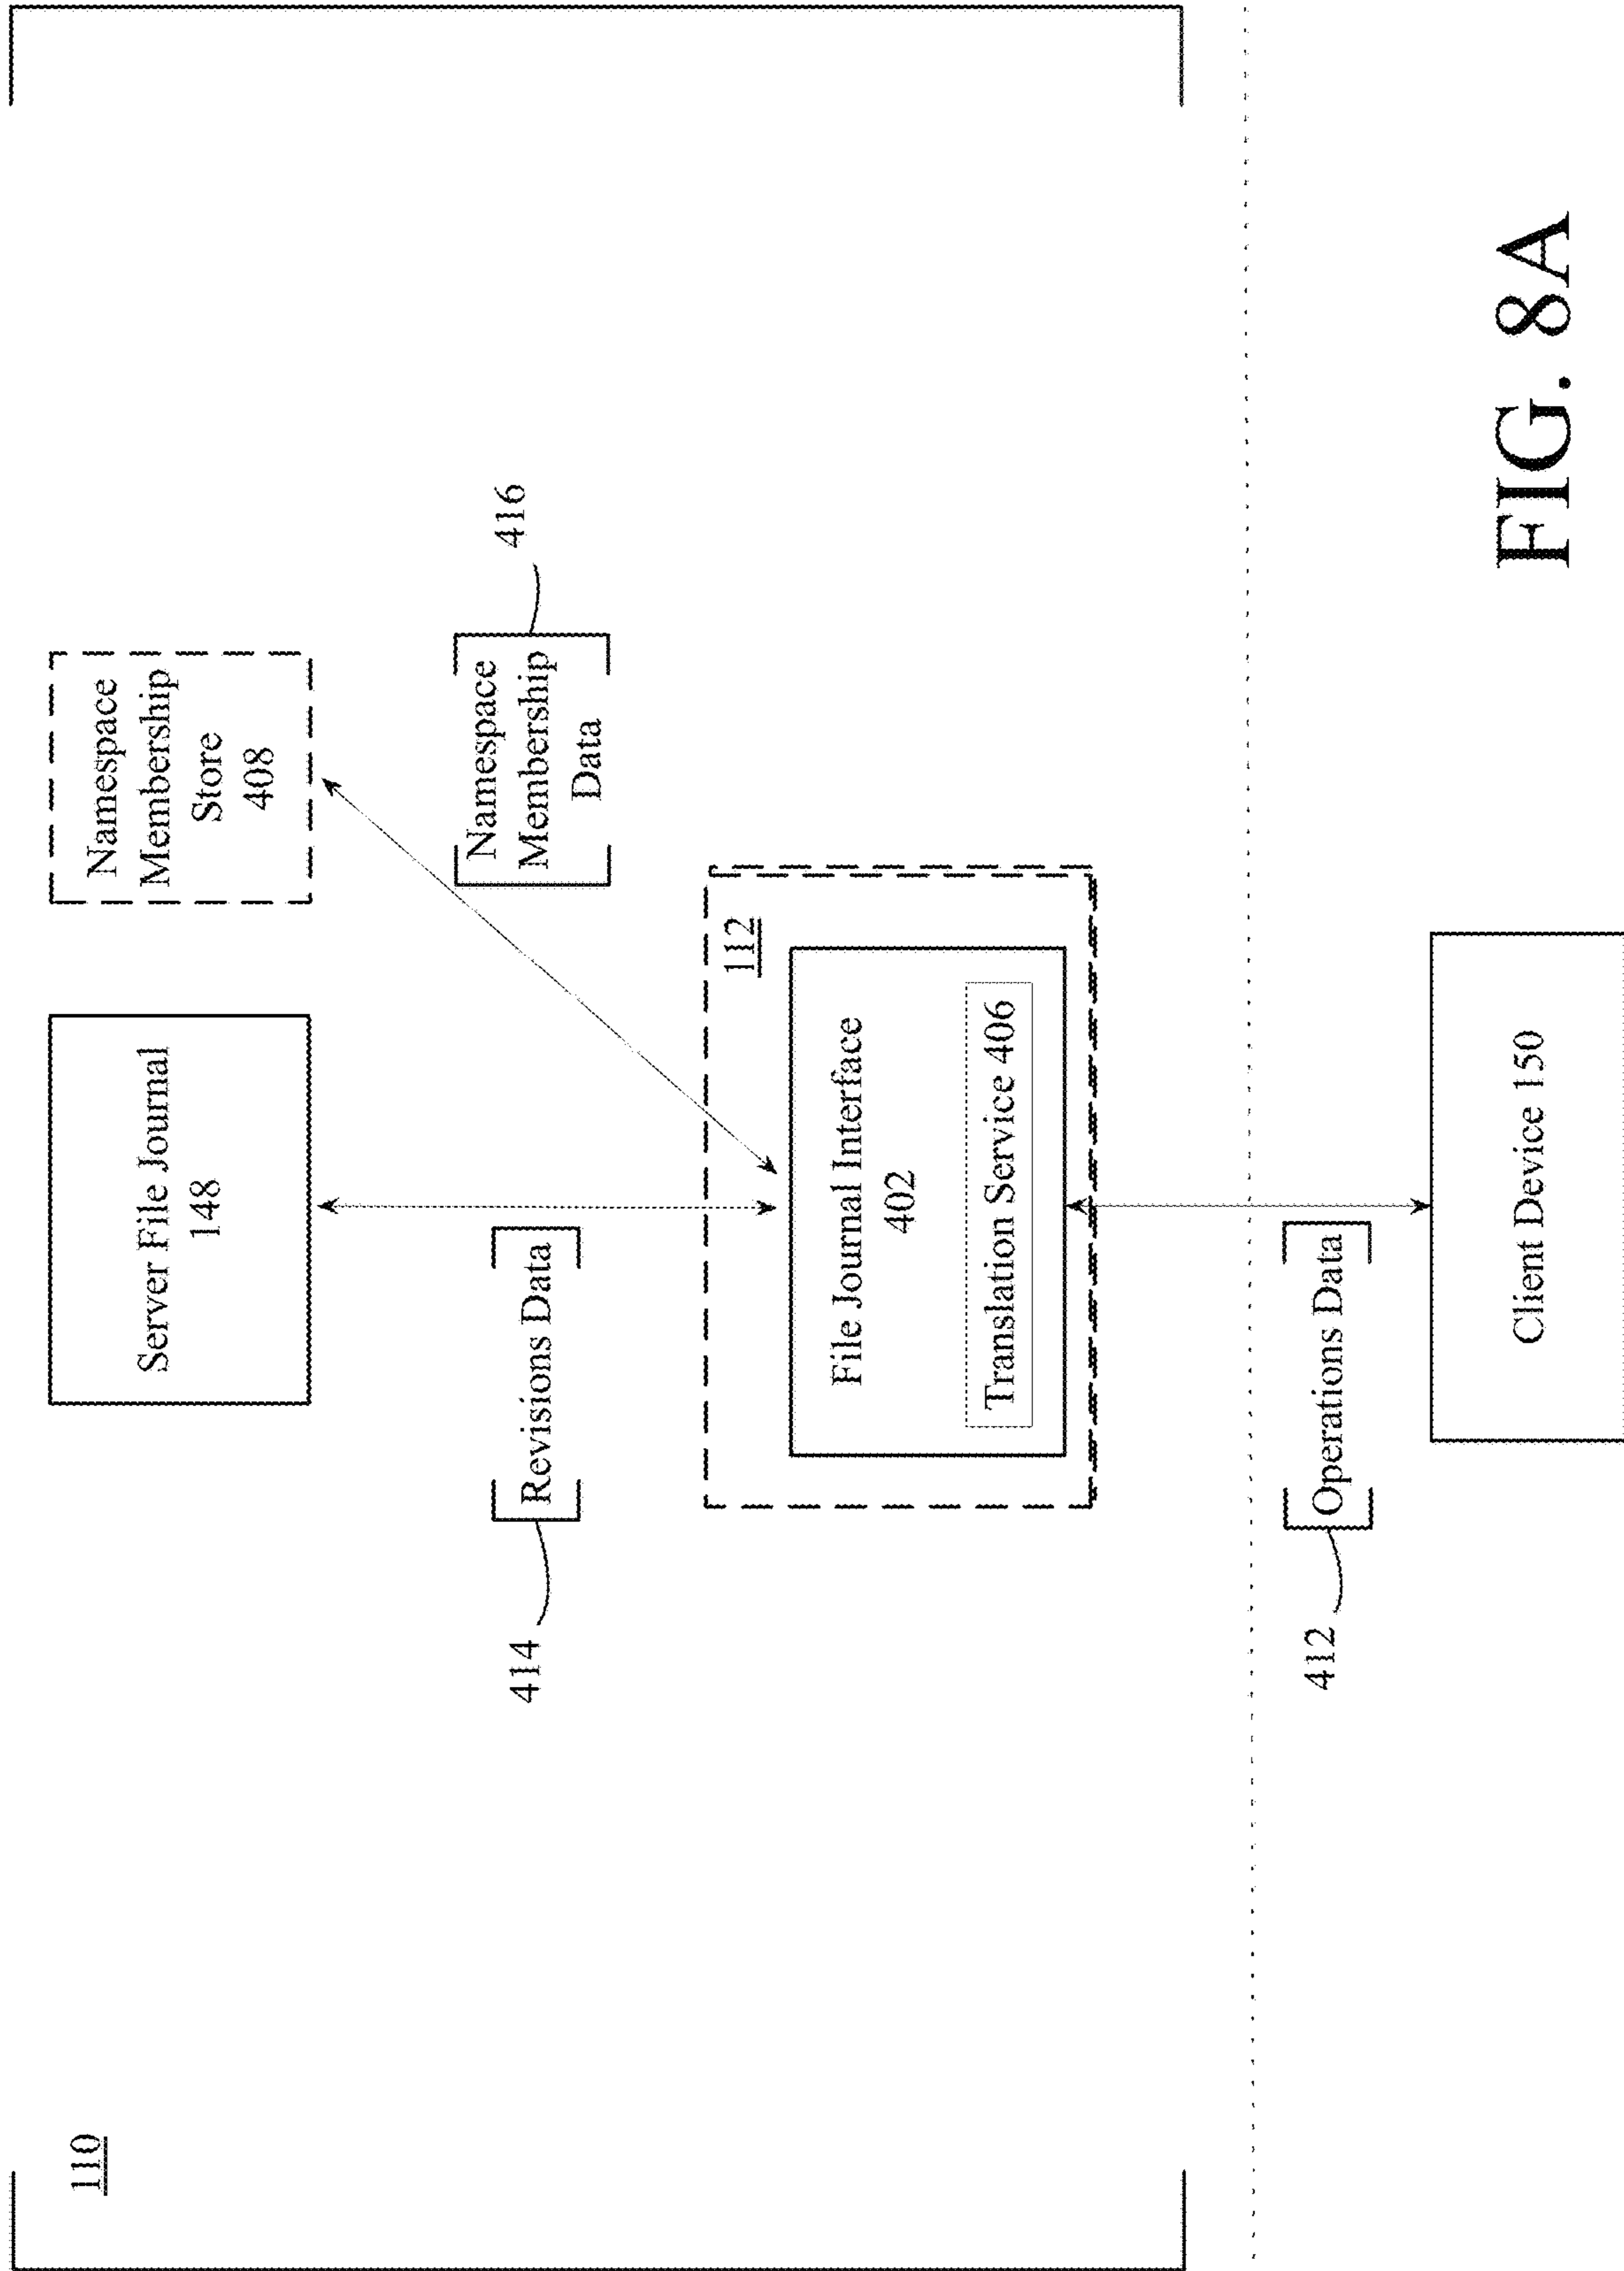 110
Server File Journal
148
Namespace
Membership
Store
408
414
Revisions Data
Namespace
Membership
Data
416
112
File Journal Interface
402
Translation Service 406
412
Operations Data
Client Device 150
FIG. 8A